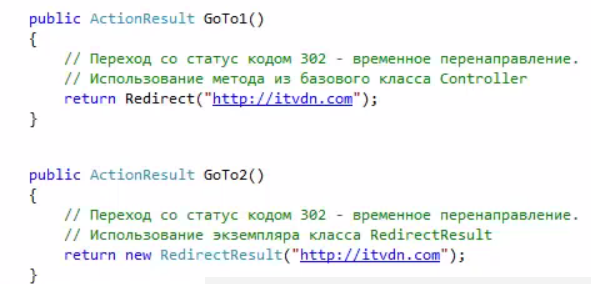 public ActionResult GoTo1()
{
// Переход со статус кодом 302 - временное перенаправление.
// Использование метода из базового класса Controller
return Redirect("http://itvdn.com");
}
public ActionResult GoTo2()
{
// Переход со статус кодом 302 - временное перенаправление.
// Использование экземпляра класса RedirectResult
return new RedirectResult("http://itvdn.com");
}